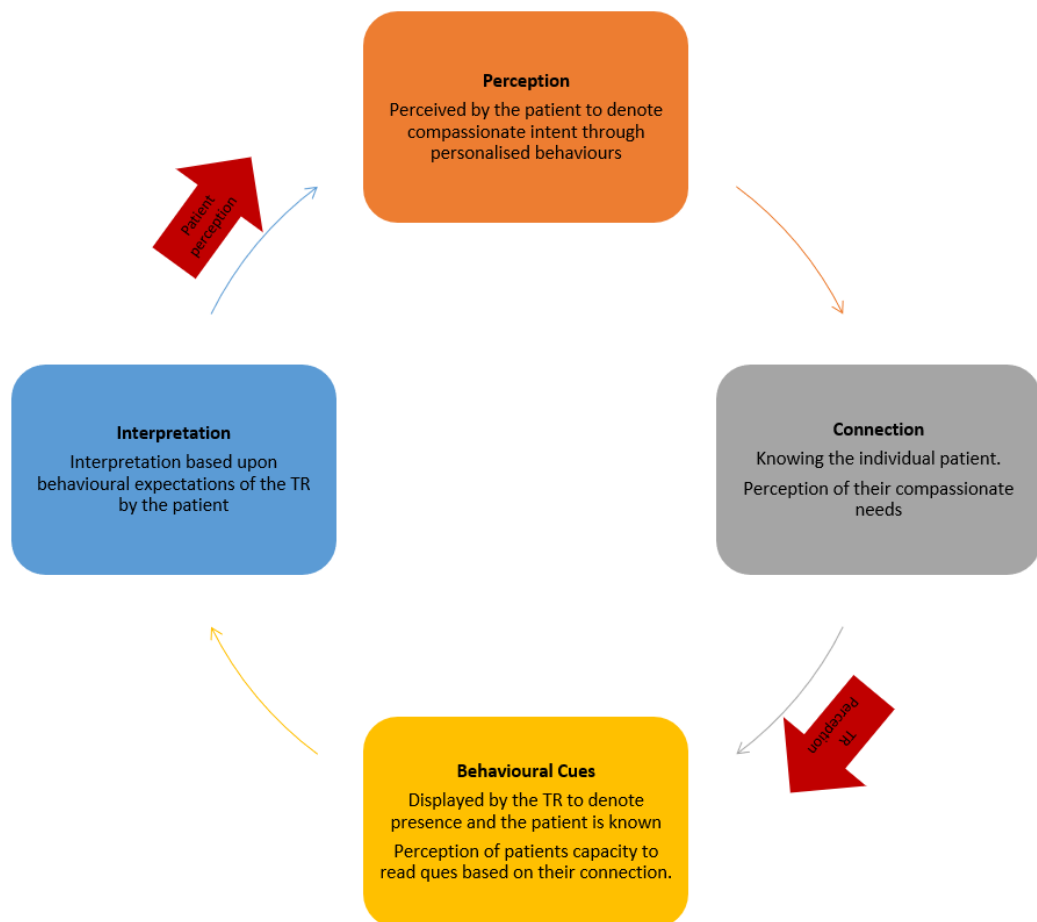 Perception
Perceived by the patient to denote
compassionate intent through
personalised behaviours
Patient
perception
Interpretation
Interpretation based upon
behavioural expectations of the TR
by the patient
Connection
Knowing the individual patient.
Perception of their compassionate
needs
TR
Perception
Behavioural Cues
Displayed by the TR to denote
presence and the patient is known
Perception of patients capacity to
read ques based on their connection.